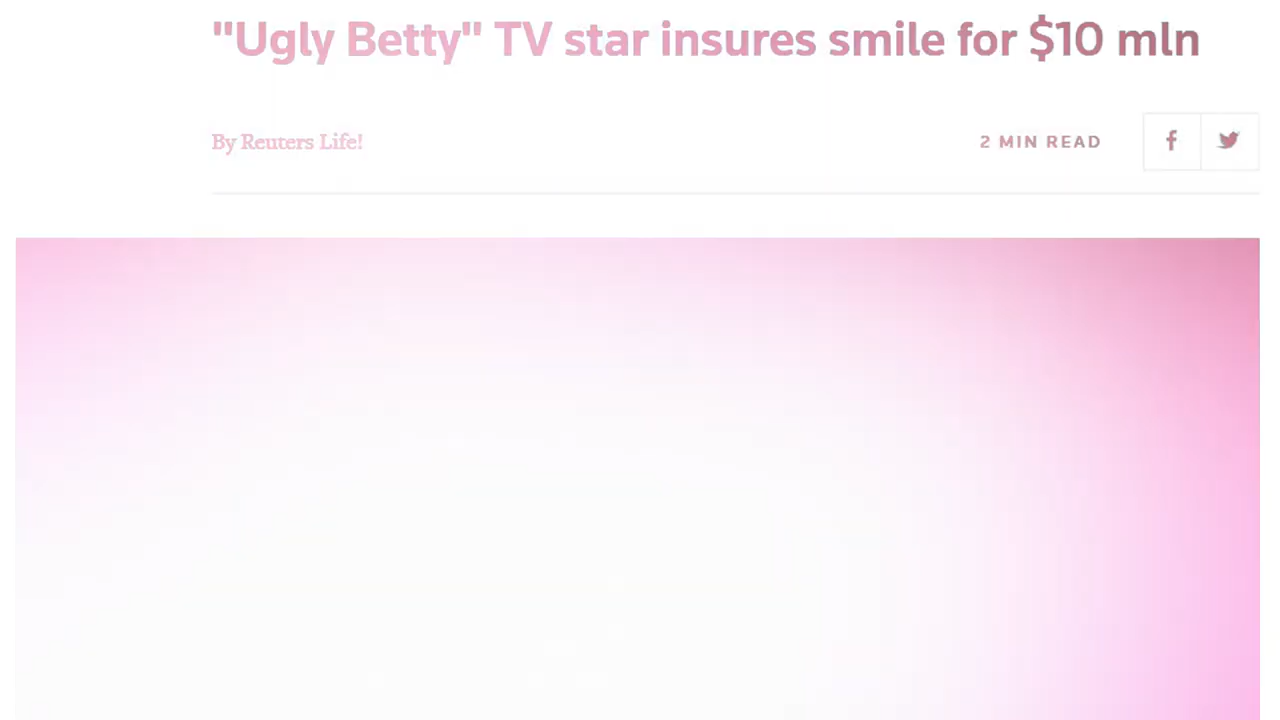 "Ugly Betty" TV star insures smile for $10 mln
By Reuters Life!
2 MIN READ